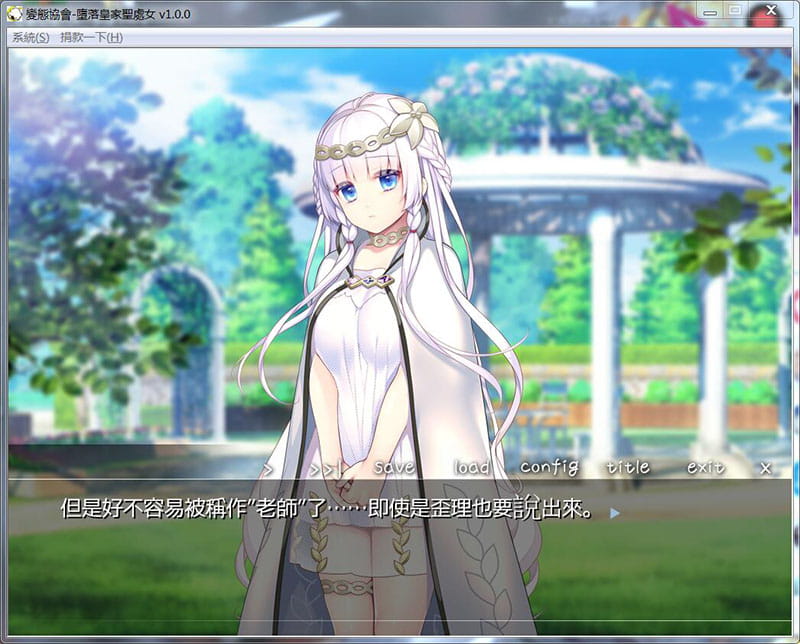 變態協會-墮落皇家聖處女 v1.0.0
系統(S) 捐款一下(H)
> >>| save load config title exit x
但是好不容易被稱作”老師”了……即使是歪理也要說出來。